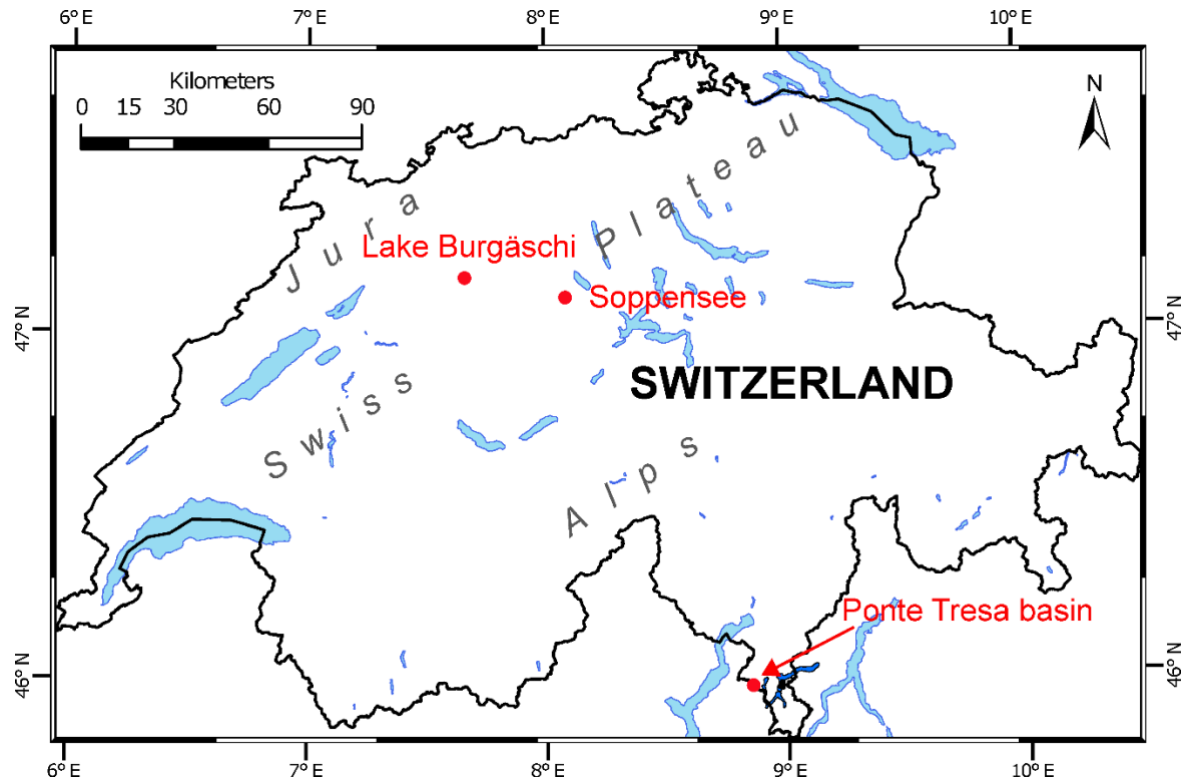 6° E 7° E 8° E 9° E 10° E
Kilometers
0 15 30 60 90
N
Jura
Plateau
Lake Burgäschi
Soppensee
47° N
47° N
SWITZERLAND
Swiss
Alps
Ponte Tresa basin
46° N
46° N
6° E 7° E 8° E 9° E 10° E